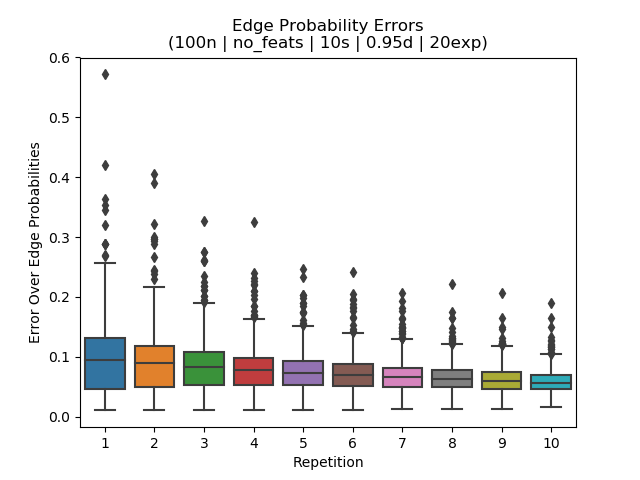 Edge Probability Errors
(100n | no_feats | 10s | 0.95d | 20exp)
Error Over Edge Probabilities
0.6
0.5
0.4
0.3
0.2
0.1
0.0
1 2 3 4 5 6 7 8 9 10
Repetition